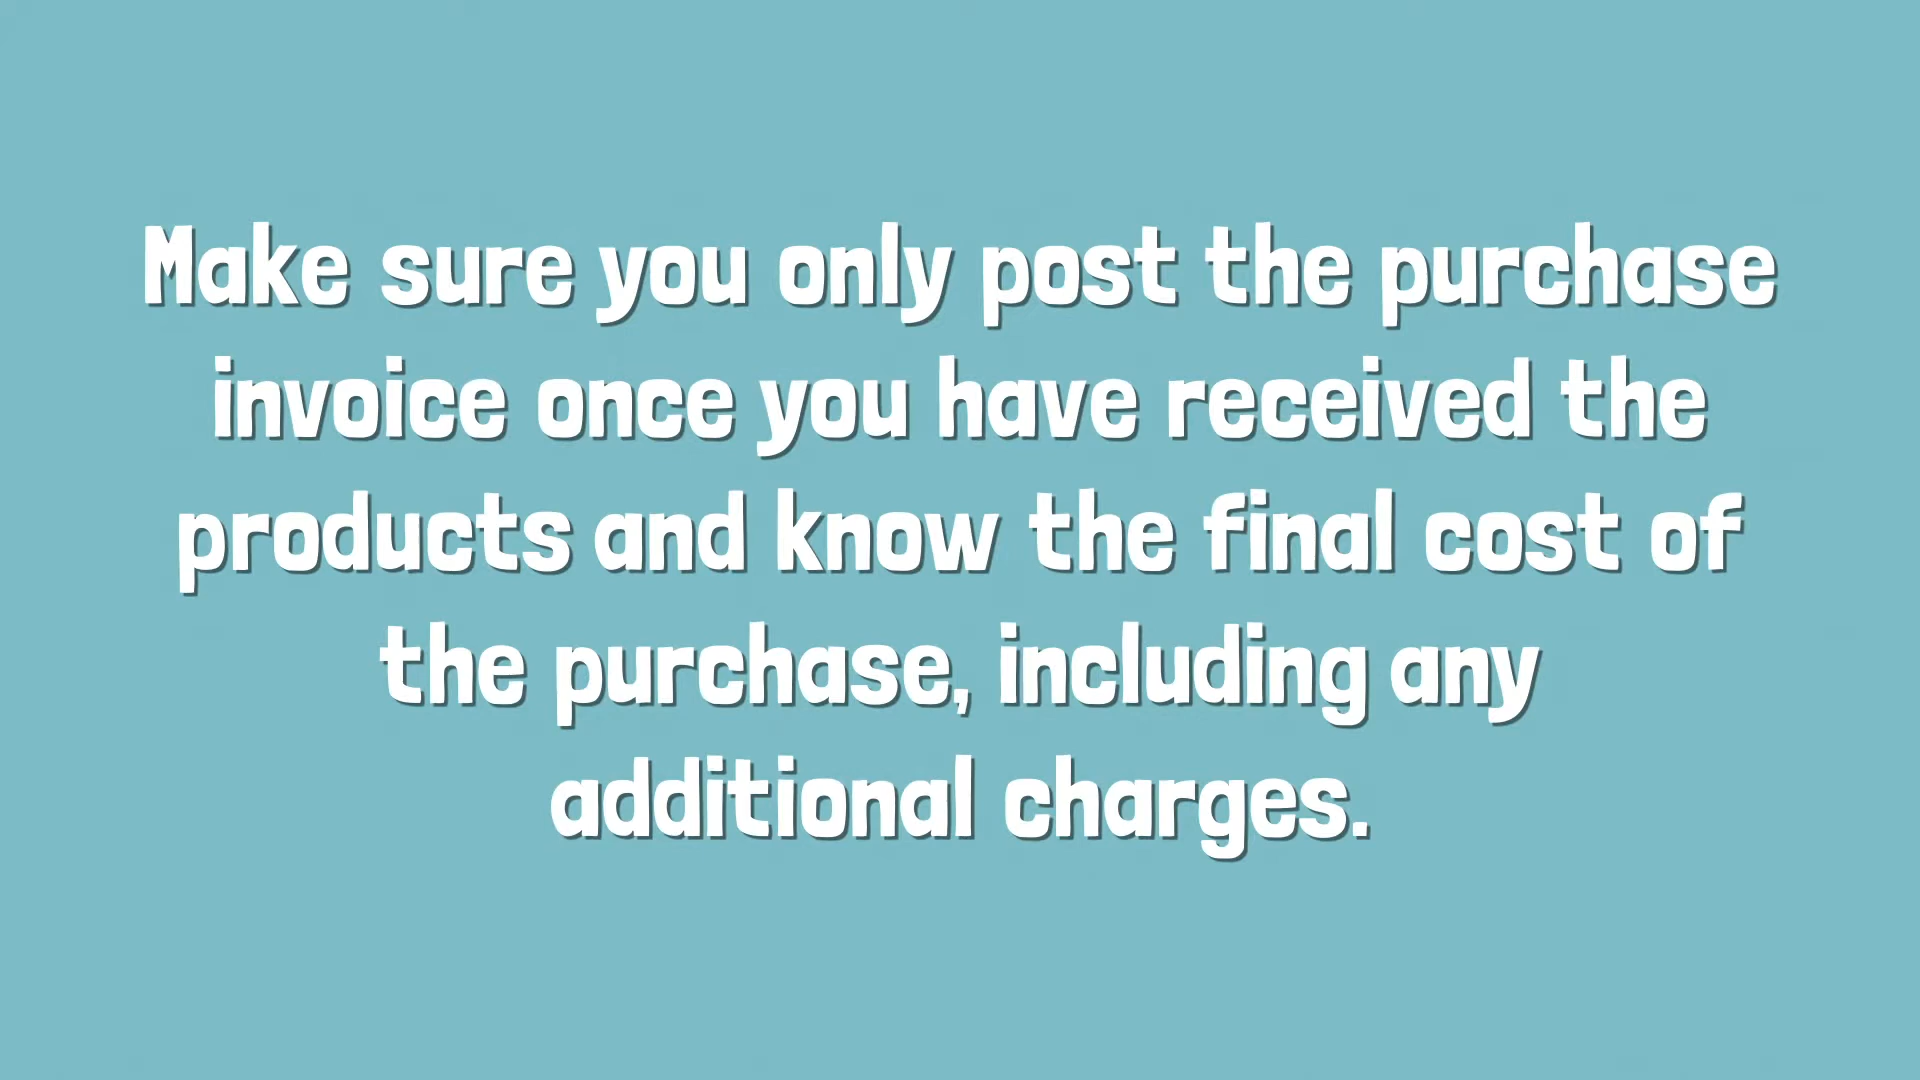 Make sure you only post the purchase
invoice once you have received the
products and know the final cost of
the purchase, including any
additional charges.